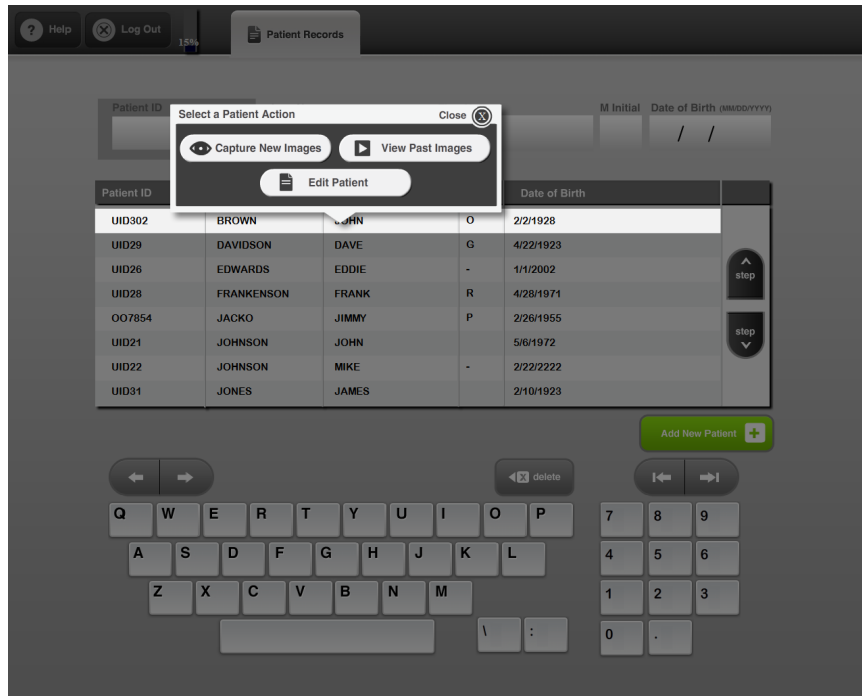 ? Help
X Log Out
15%
Patient Records
Patient ID
M Initial
Date of Birth (MM/DD/YYYY)
/ /
Select a Patient Action
Close X
Capture New Images
View Past Images
Edit Patient
Patient ID
Date of Birth
UID302 BROWN JOHN O 2/2/1928
UID29 DAVIDSON DAVE G 4/22/1923
UID26 EDWARDS EDDIE - 1/1/2002
UID28 FRANKENSON FRANK R 4/28/1971
OO7854 JACKO JIMMY P 2/26/1955
UID21 JOHNSON JOHN 5/6/1972
UID22 JOHNSON MIKE - 2/22/2222
UID31 JONES JAMES 2/10/1923
step
step
Add New Patient +
X delete
Q W E R T Y U I O P 7 8 9
A S D F G H J K L 4 5 6
Z X C V B N M 1 2 3
\ : 0 .